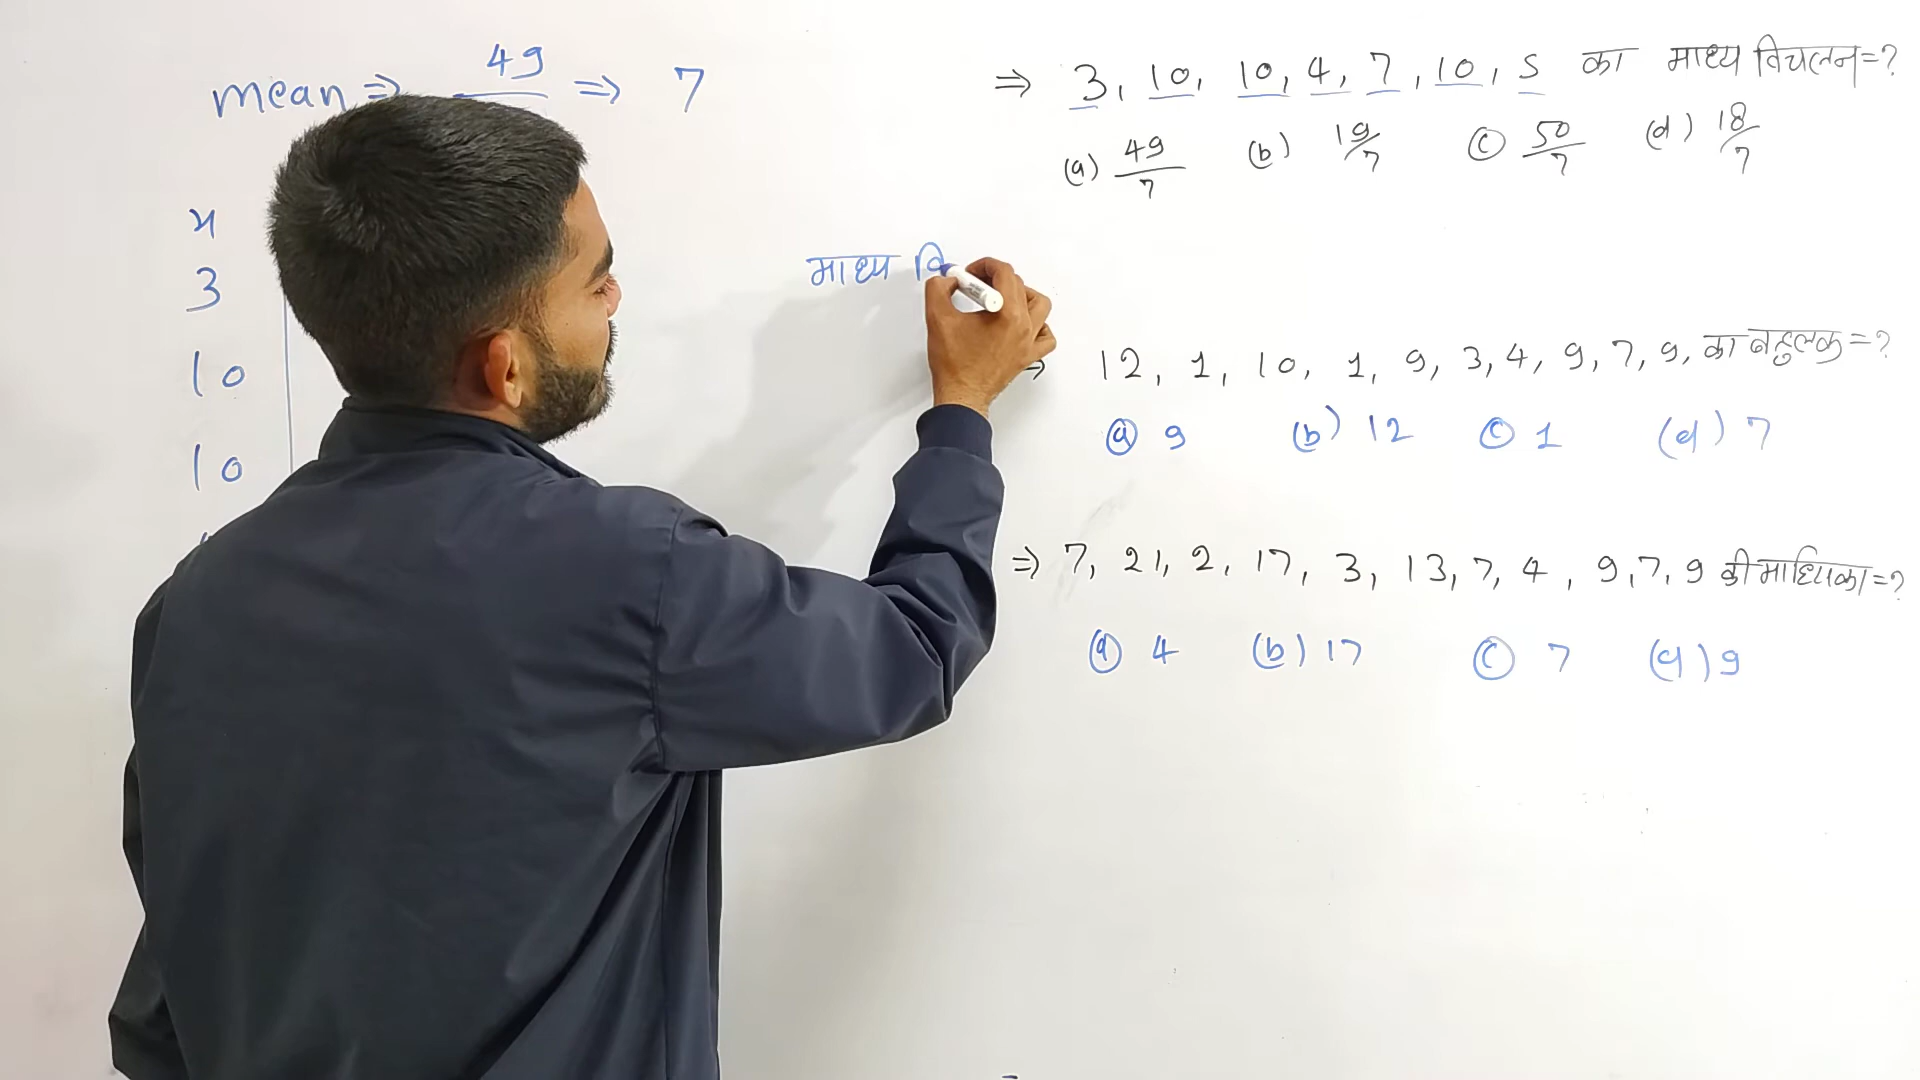 mean ⇒ 49 ⇒ 7
x
3
10
10
माध्य वि
⇒ 3, 10, 10, 4, 7, 10, 5 का माध्य विचलन=?
(a) 49/7 (b) 19/7 (c) 50/7 (d) 18/7
⇒ 12, 1, 10, 1, 9, 3, 4, 9, 7, 9, का बहुलक=?
(a) 9 (b) 12 (c) 1 (d) 7
⇒ 7, 21, 2, 17, 3, 13, 7, 4, 9, 7, 9 की माध्यिका=?
(a) 4 (b) 17 (c) 7 (d) 9